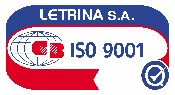 LETRINA S.A.
ISO 9001